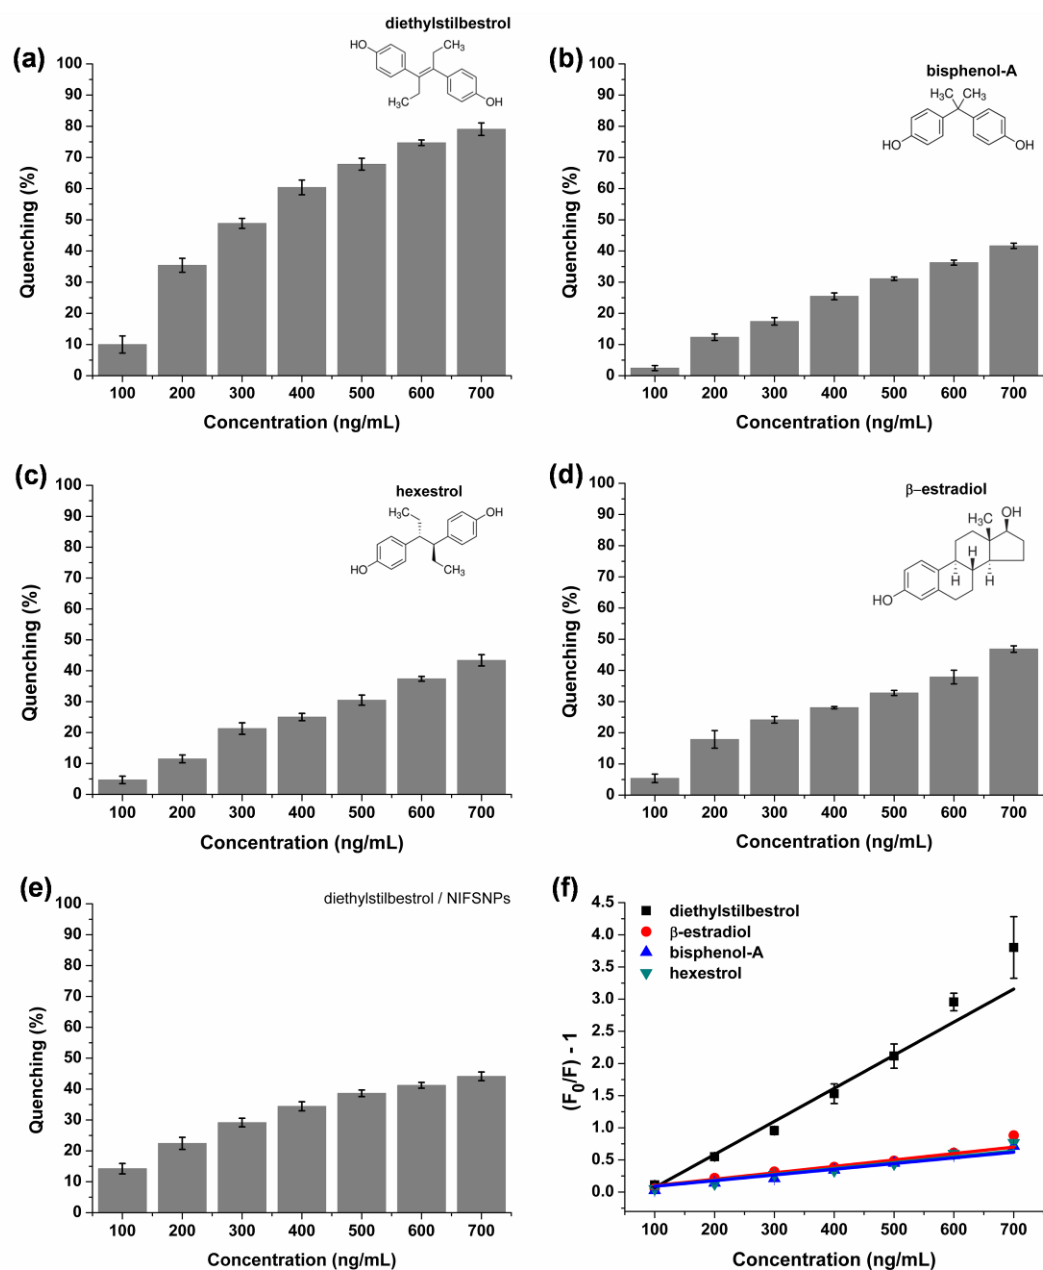 (a)
diethylstilbestrol
HO
CH₃
H₃C
OH
100
90
80
70
60
50
40
30
20
10
0
Quenching (%)
100 200 300 400 500 600 700
Concentration (ng/mL)
(b)
bisphenol-A
H₃C CH₃
HO
OH
100
90
80
70
60
50
40
30
20
10
0
Quenching (%)
100 200 300 400 500 600 700
Concentration (ng/mL)
(c)
hexestrol
H₃C
OH
HO
CH₃
100
90
80
70
60
50
40
30
20
10
0
Quenching (%)
100 200 300 400 500 600 700
Concentration (ng/mL)
(d)
β–estradiol
OH
H₃C
H
H H
HO
100
90
80
70
60
50
40
30
20
10
0
Quenching (%)
100 200 300 400 500 600 700
Concentration (ng/mL)
(e)
diethylstilbestrol / NIFSNPs
100
90
80
70
60
50
40
30
20
10
0
Quenching (%)
100 200 300 400 500 600 700
Concentration (ng/mL)
(f)
diethylstilbestrol
β-estradiol
bisphenol-A
hexestrol
4.5
4.0
3.5
3.0
2.5
2.0
1.5
1.0
0.5
0.0
(F₀/F) - 1
100 200 300 400 500 600 700
Concentration (ng/mL)